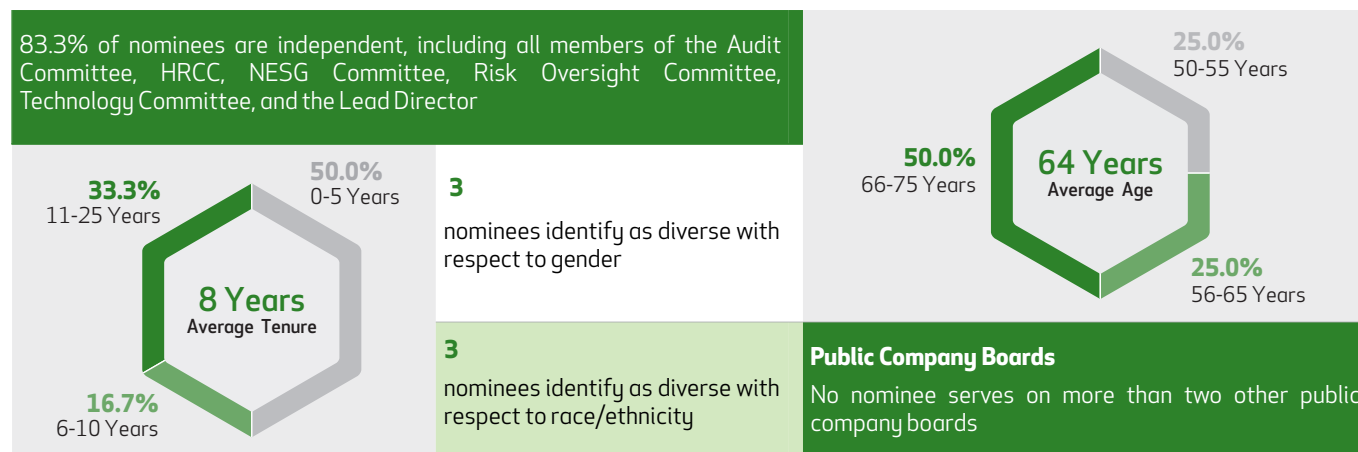 83.3% of nominees are independent, including all members of the Audit
Committee, HRCC, NESG Committee, Risk Oversight Committee,
Technology Committee, and the Lead Director
33.3%
11-25 Years
50.0%
0-5 Years
8 Years
Average Tenure
16.7%
6-10 Years
3
nominees identify as diverse with
respect to gender
3
nominees identify as diverse with
respect to race/ethnicity
25.0%
50-55 Years
50.0%
66-75 Years
64 Years
Average Age
25.0%
56-65 Years
Public Company Boards
No nominee serves on more than two other public
company boards